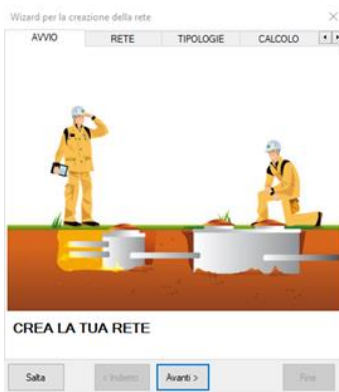 Wizard per la creazione della rete
AVVIO RETE TIPOLOGIE CALCOLO
CREA LA TUA RETE
Salta < Indietro Avanti > Fine